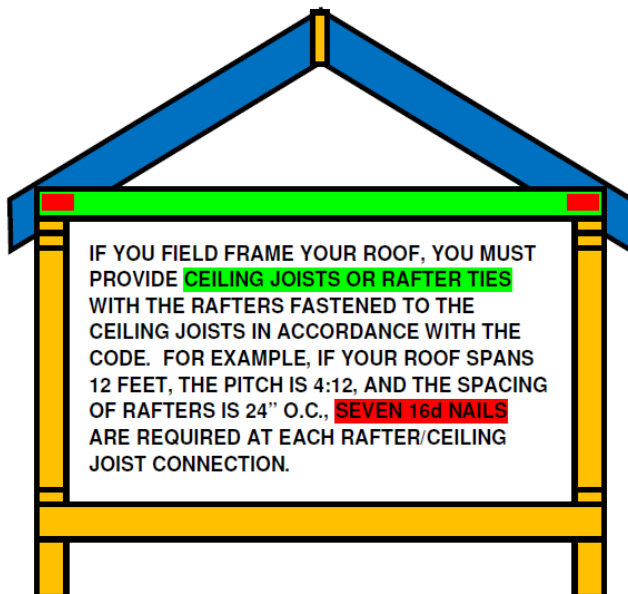 IF YOU FIELD FRAME YOUR ROOF, YOU MUST
PROVIDE CEILING JOISTS OR RAFTER TIES
WITH THE RAFTERS FASTENED TO THE
CEILING JOISTS IN ACCORDANCE WITH THE
CODE.  FOR EXAMPLE, IF YOUR ROOF SPANS
12 FEET, THE PITCH IS 4:12, AND THE SPACING
OF RAFTERS IS 24” O.C., SEVEN 16d NAILS
ARE REQUIRED AT EACH RAFTER/CEILING
JOIST CONNECTION.